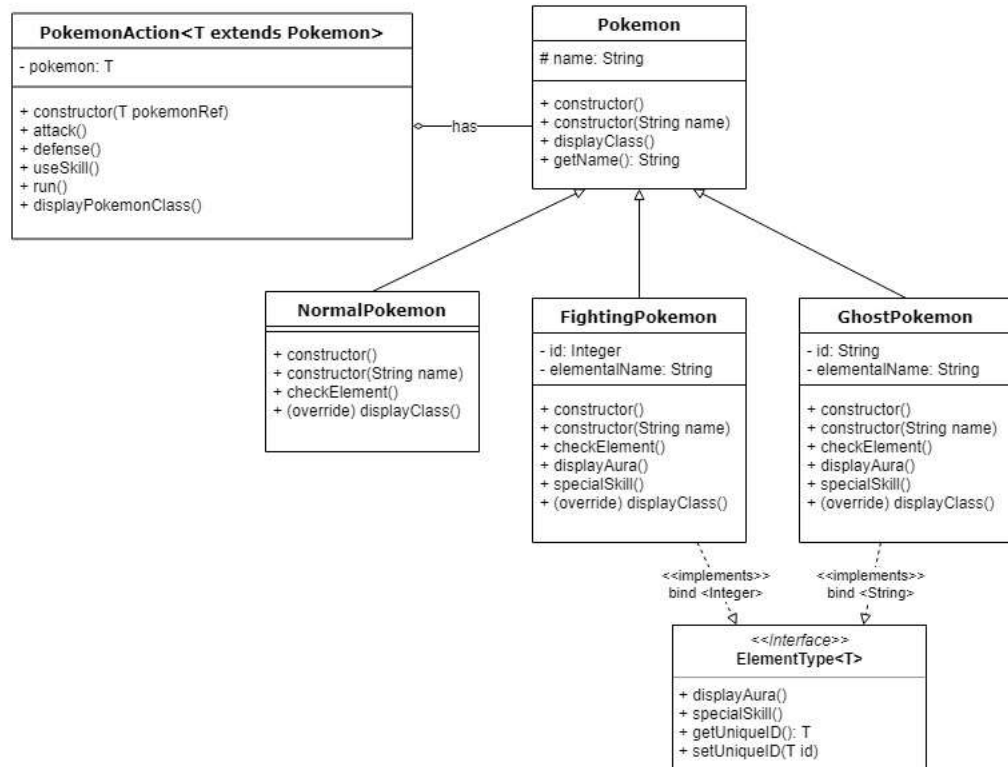 PokemonAction<T extends Pokemon>
- pokemon: T
+ constructor(T pokemonRef)
+ attack()
+ defense()
+ useSkill()
+ run()
+ displayPokemonClass()
has
Pokemon
# name: String
+ constructor()
+ constructor(String name)
+ displayClass()
+ getName(): String
NormalPokemon
+ constructor()
+ constructor(String name)
+ checkElement()
+ (override) displayClass()
FightingPokemon
- id: Integer
- elementalName: String
+ constructor()
+ constructor(String name)
+ checkElement()
+ displayAura()
+ specialSkill()
+ (override) displayClass()
GhostPokemon
- id: String
- elementalName: String
+ constructor()
+ constructor(String name)
+ checkElement()
+ displayAura()
+ specialSkill()
+ (override) displayClass()
<<implements>>
bind <Integer>
<<implements>>
bind <String>
<<Interface>>
ElementType<T>
+ displayAura()
+ specialSkill()
+ getUniqueID(): T
+ setUniqueID(T id)